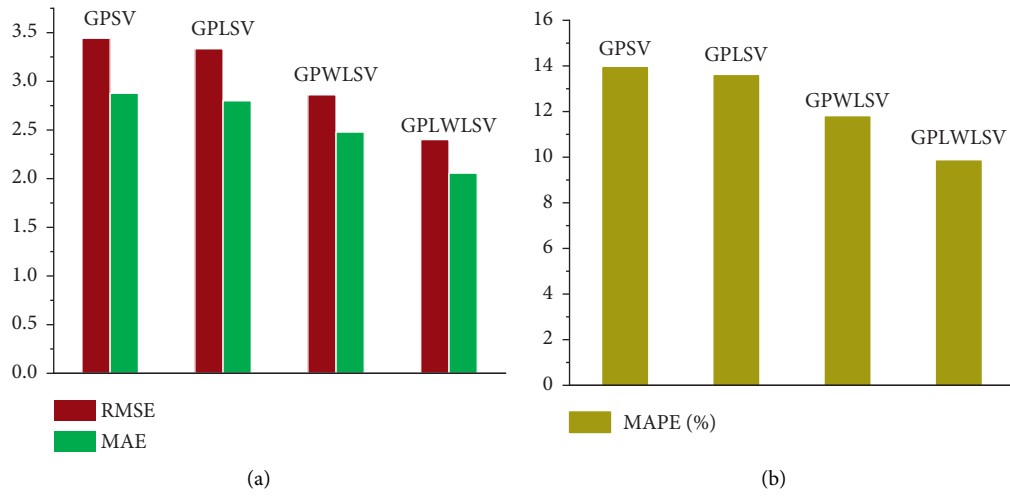 3.5
3.0
2.5
2.0
1.5
1.0
0.5
0.0
GPSV
GPLSV
GPWLSV
GPLWLSV
RMSE
MAE
(a)
16
14
12
10
8
6
4
2
0
GPSV
GPLSV
GPWLSV
GPLWLSV
MAPE (%)
(b)